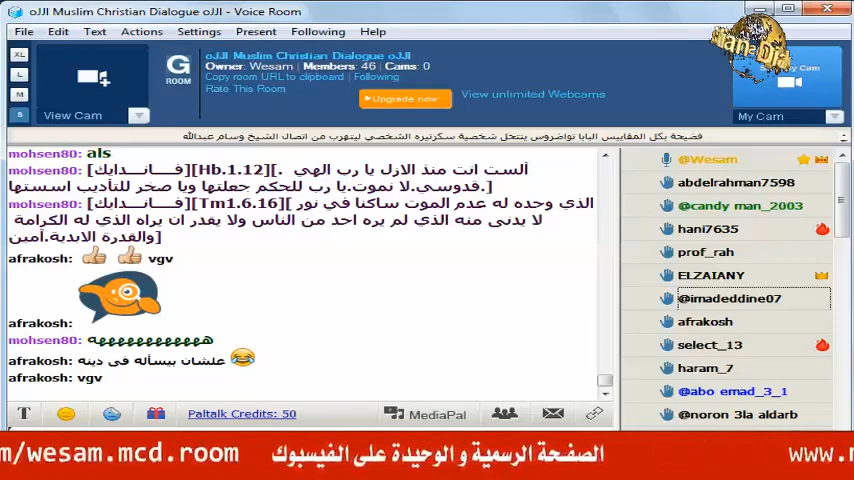 oJJI Muslim Christian Dialogue oJJI - Voice Room
File Edit Text Actions Settings Present Following Help
XL
L
M
S
View Cam
G
ROOM
oJJI Muslim Christian Dialogue oJJI
Owner: Wesam | Members: 46 | Cams: 0
Copy room URL to clipboard | Following
Rate This Room
Upgrade now
View unlimited Webcams
My Cam
فضيحة بكل المقاييس البابا تواضروس ينتحل شخصية سكرتيره الشخصي ليتهرب من اتصال الشيخ وسام عبدالله
mohsen80: als
mohsen80: [فـــانـــدايك][Hb.1.12][. ألست انت منذ الازل يا رب الهي
قدوسي.لا نموت.يا رب للحكم جعلتها ويا صخر للتأديب اسستها.]
mohsen80: [فـــانـــدايك][Tm1.6.16][الذي وحده له عدم الموت ساكنا في نور
لا يدنى منه الذي لم يره احد من الناس ولا يقدر ان يراه الذي له الكرامة
والقدرة الابدية.آمين]
afrakosh: vgv
afrakosh:
mohsen80: هههههههههههههه
afrakosh: علشان بيسأله فى دينه
afrakosh: vgv
@Wesam
abdelrahman7598
@candy man_2003
hani7635
prof_rah
ELZAIANY
@imadeddine07
afrakosh
select_13
haram_7
@abo emad_3_1
@noron 3la aldarb
T
Paltalk Credits: 50
MediaPal
m/wesam.mcd.room
الصفحة الرسمية و الوحيدة على الفيسبوك
www.